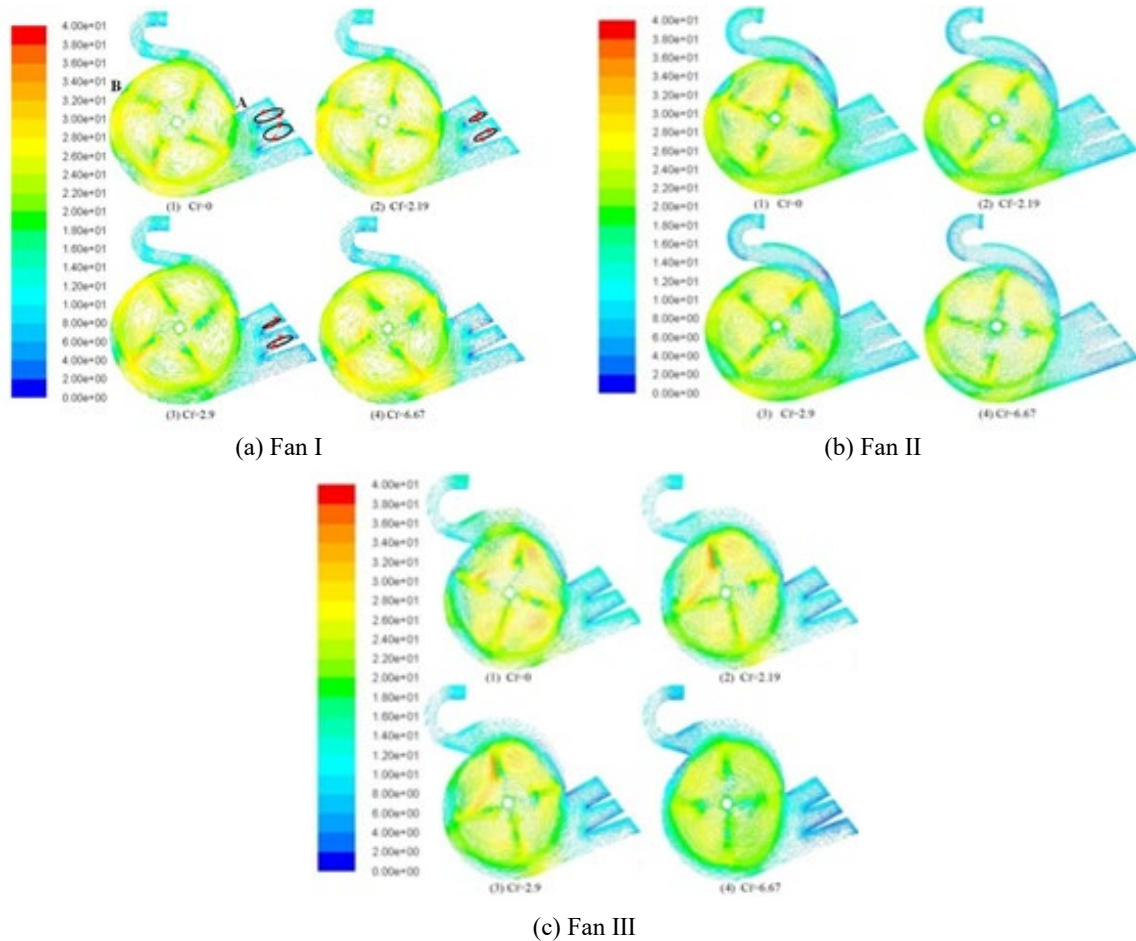 4.00e+01
3.80e+01
3.60e+01
3.40e+01
3.20e+01
3.00e+01
2.80e+01
2.60e+01
2.40e+01
2.20e+01
2.00e+01
1.80e+01
1.60e+01
1.40e+01
1.20e+01
1.00e+01
8.00e+00
6.00e+00
4.00e+00
2.00e+00
0.00e+00
B
A
(1) Cr=0
(2) Cr=2.19
(3) Cr=2.9
(4) Cr=6.67
(a) Fan I
4.00e+01
3.80e+01
3.60e+01
3.40e+01
3.20e+01
3.00e+01
2.80e+01
2.60e+01
2.40e+01
2.20e+01
2.00e+01
1.80e+01
1.60e+01
1.40e+01
1.20e+01
1.00e+01
8.00e+00
6.00e+00
4.00e+00
2.00e+00
0.00e+00
(1) Cr=0
(2) Cr=2.19
(3) Cr=2.9
(4) Cr=6.67
(b) Fan II
4.00e+01
3.80e+01
3.60e+01
3.40e+01
3.20e+01
3.00e+01
2.80e+01
2.60e+01
2.40e+01
2.20e+01
2.00e+01
1.80e+01
1.60e+01
1.40e+01
1.20e+01
1.00e+01
8.00e+00
6.00e+00
4.00e+00
2.00e+00
0.00e+00
(1) Cr=0
(2) Cr=2.19
(3) Cr=2.9
(4) Cr=6.67
(c) Fan III